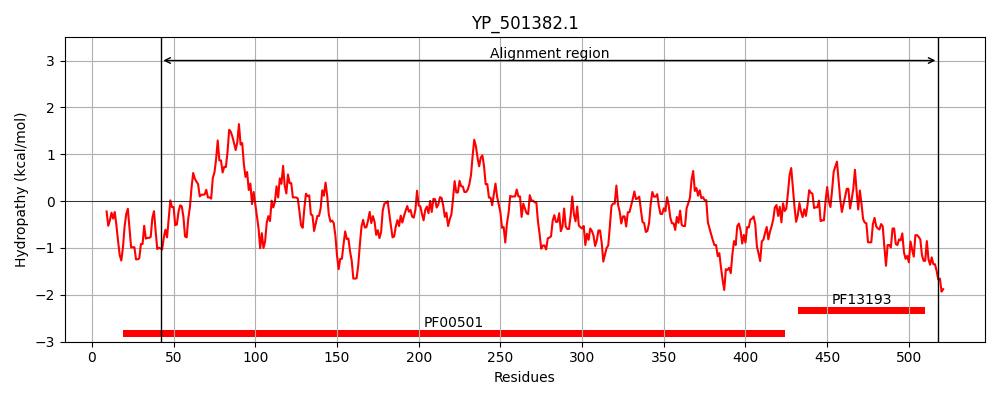 YP_501382.1
Alignment region
3
2
1
0
−1
−2
−3
Hydropathy (kcal/mol)
PF13193
PF00501
0 50 100 150 200 250 300 350 400 450 500
Residues